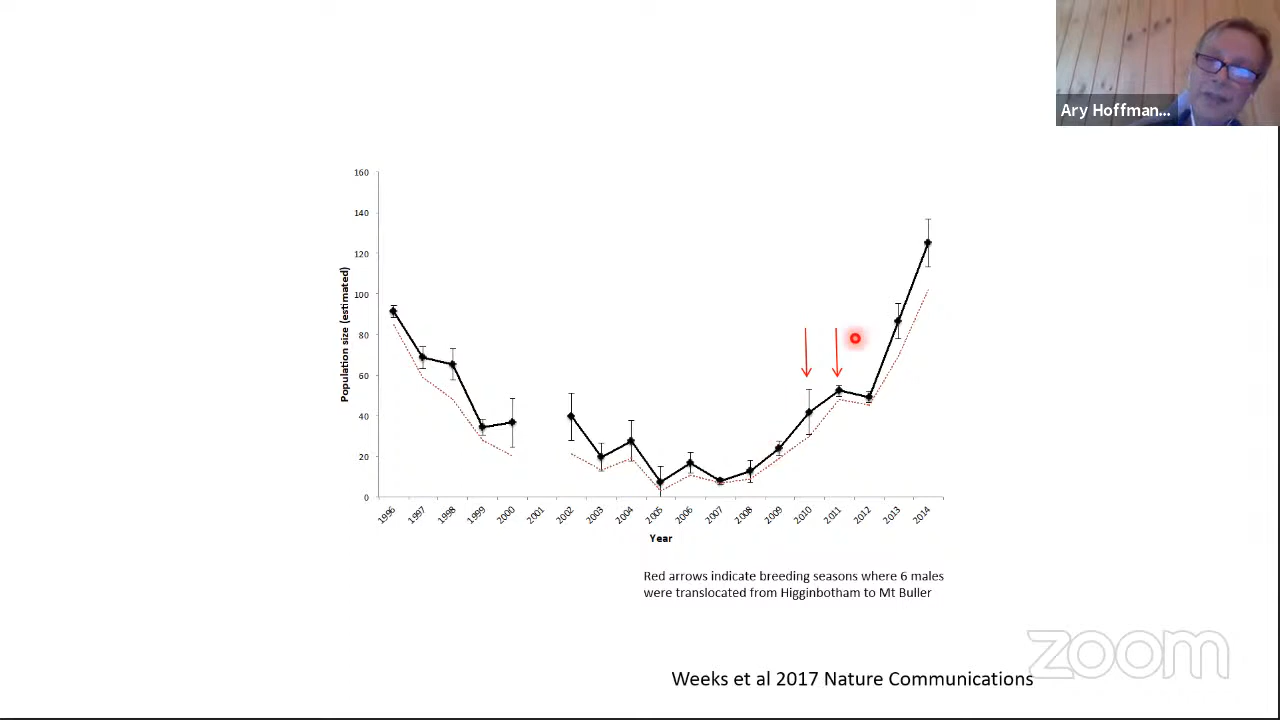 Ary Hoffman...
160
140
120
100
80
60
40
20
0
Population size (estimated)
1996 1997 1998 1999 2000 2001 2002 2003 2004 2005 2006 2007 2008 2009 2010 2011 2012 2013 2014
Year
Red arrows indicate breeding seasons where 6 males
were translocated from Higginbotham to Mt Buller
zoom
Weeks et al 2017 Nature Communications